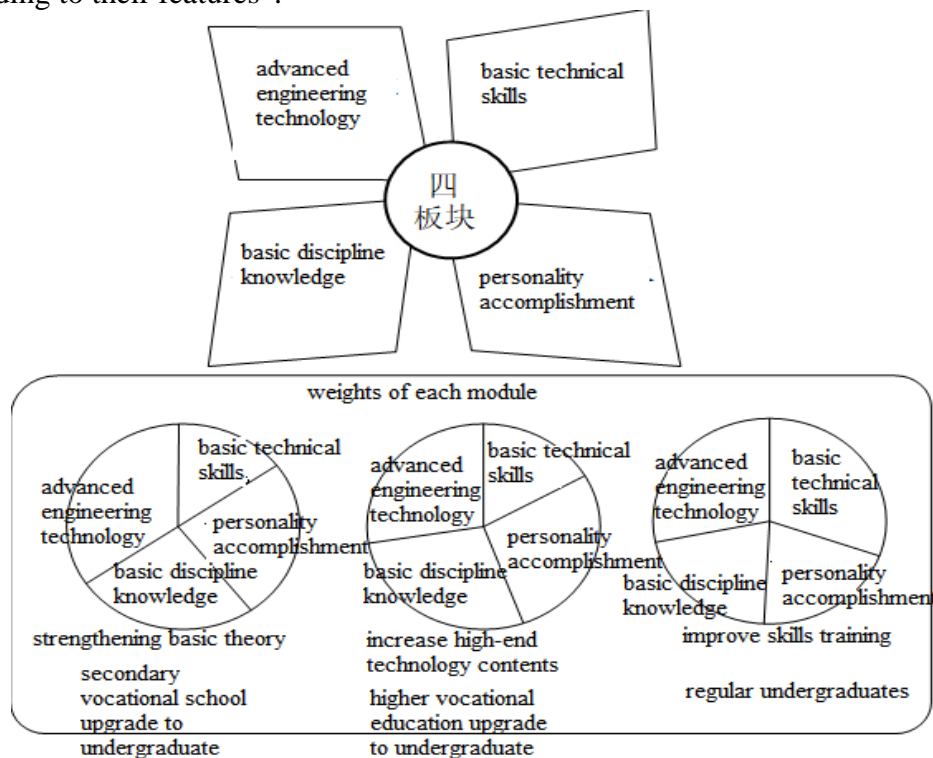 ding to their features".
advanced
engineering
technology
basic technical
skills
四
板块
basic discipline
knowledge
personality
accomplishment
weights of each module
basic technical
skills,
advanced
engineering
technology
personality
accomplishment
basic discipline
knowledge
strengthening basic theory
secondary
vocational school
upgrade to
undergraduate
basic technical
skills
advanced
engineering
technology
personality
accomplishment
basic discipline
knowledge
increase high-end
technology contents
higher vocational
education upgrade
to undergraduate
basic
technical
skills
advanced
engineering
technology
personality
accomplishment
basic discipline
knowledge
improve skills training
regular undergraduates